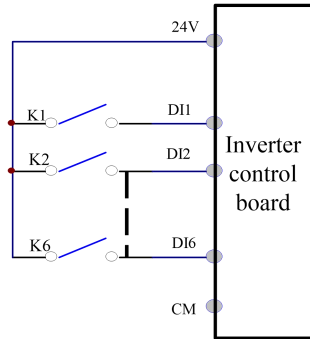 24V
K1 DI1
K2 DI2
Inverter
control
board
K6 DI6
CM